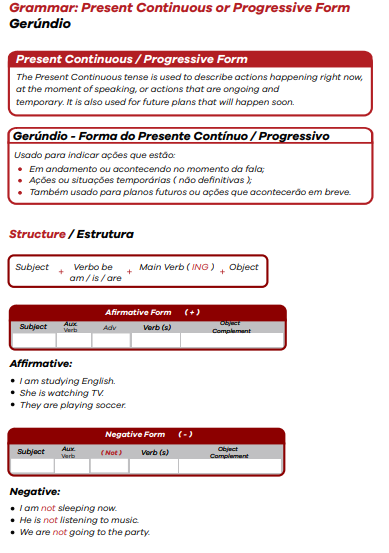 Grammar: Present Continuous or Progressive Form
Gerúndio
Present Continuous / Progressive Form
The Present Continuous tense is used to describe actions happening right now,
at the moment of speaking, or actions that are ongoing and
temporary. It is also used for future plans that will happen soon.
Gerúndio - Forma do Presente Contínuo / Progressivo
Usado para indicar ações que estão:
• Em andamento ou acontecendo no momento da fala;
• Ações ou situações temporárias ( não definitivas );
• Também usado para planos futuros ou ações que acontecerão em breve.
Structure / Estrutura
Subject + Verbo be + Main Verb ( ING ) + Object
am / is / are
Afirmative Form ( + )
Subject Aux. Verb Adv Verb (s) Object Complement
Affirmative:
• I am studying English.
• She is watching TV.
• They are playing soccer.
Negative Form ( - )
Subject Aux. Verb ( Not ) Verb (s) Object Complement
Negative:
• I am not sleeping now.
• He is not listening to music.
• We are not going to the party.